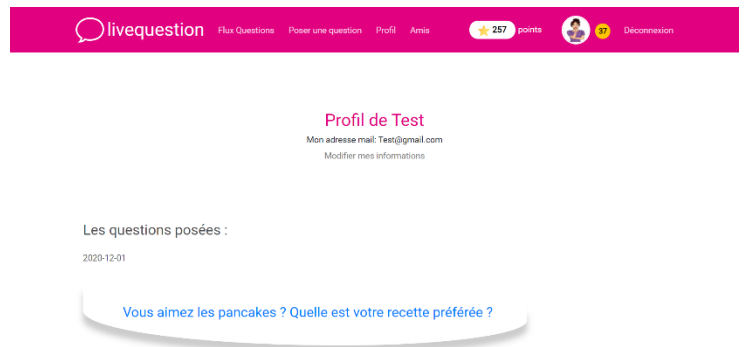 livequestion Flux Questions Poser une question Profil Amis 257 points 37 Déconnexion
Profil de Test
Mon adresse mail: Test@gmail.com
Modifier mes informations
Les questions posées :
2020-12-01
Vous aimez les pancakes ? Quelle est votre recette préférée ?